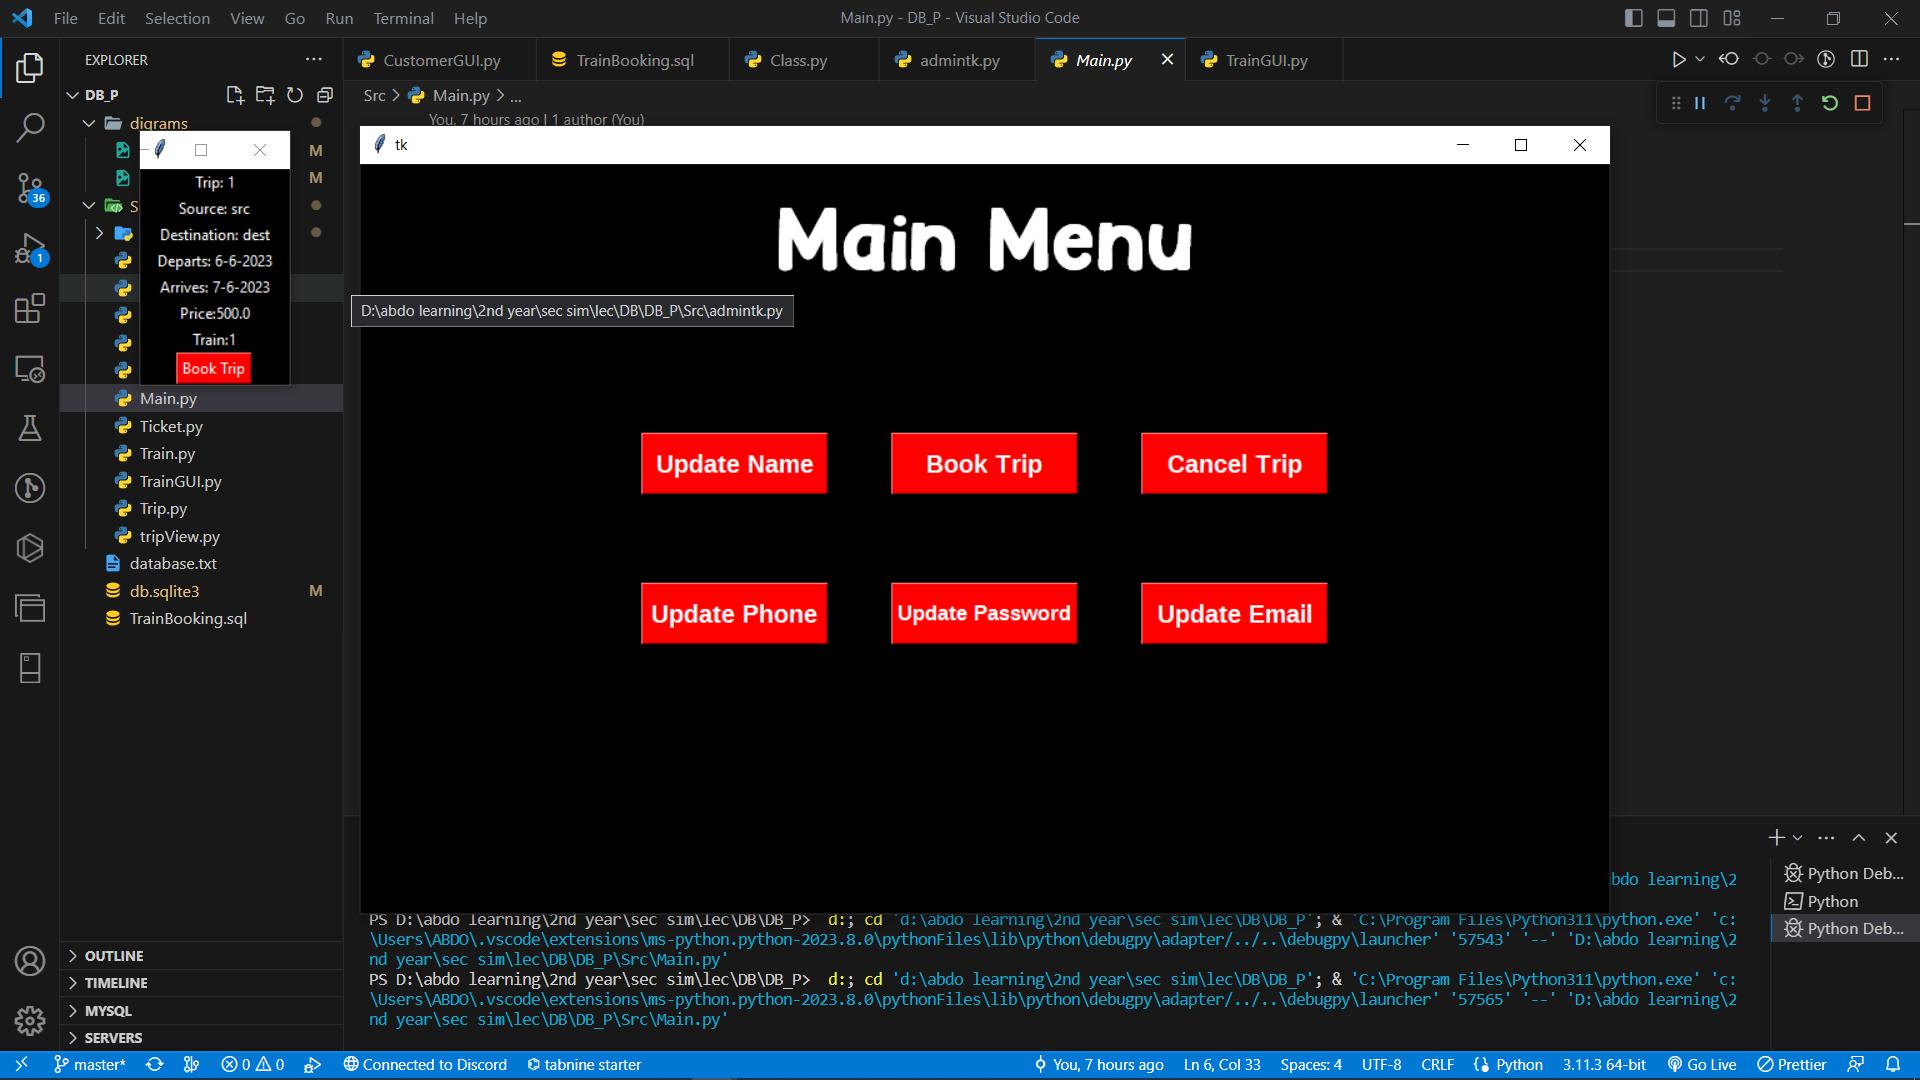 File Edit Selection View Go Run Terminal Help
Main.py - DB_P - Visual Studio Code
EXPLORER
CustomerGUI.py
TrainBooking.sql
Class.py
admintk.py
Main.py
TrainGUI.py
DB_P
Src > Main.py > ...
You, 7 hours ago | 1 author (You)
digrams
M
M
S
tk
Trip: 1
Source: src
Destination: dest
Departs: 6-6-2023
Arrives: 7-6-2023
Price:500.0
Train:1
Book Trip
Main Menu
D:\abdo learning\2nd year\sec sim\lec\DB\DB_P\Src\admintk.py
Update Name
Book Trip
Cancel Trip
Update Phone
Update Password
Update Email
36
1
Main.py
Ticket.py
Train.py
TrainGUI.py
Trip.py
tripView.py
database.txt
db.sqlite3 M
TrainBooking.sql
OUTLINE
TIMELINE
MYSQL
SERVERS
bdo learning\2
PS D:\abdo learning\2nd year\sec sim\lec\DB\DB_P> d:; cd 'd:\abdo learning\2nd year\sec sim\lec\DB\DB_P'; & 'C:\Program Files\Python311\python.exe' 'c:
\Users\ABDO\.vscode\extensions\ms-python.python-2023.8.0\pythonFiles\lib\python\debugpy\adapter/../..\debugpy\launcher' '57543' '--' 'D:\abdo learning\2
nd year\sec sim\lec\DB\DB_P\Src\Main.py'
PS D:\abdo learning\2nd year\sec sim\lec\DB\DB_P> d:; cd 'd:\abdo learning\2nd year\sec sim\lec\DB\DB_P'; & 'C:\Program Files\Python311\python.exe' 'c:
\Users\ABDO\.vscode\extensions\ms-python.python-2023.8.0\pythonFiles\lib\python\debugpy\adapter/../..\debugpy\launcher' '57565' '--' 'D:\abdo learning\2
nd year\sec sim\lec\DB\DB_P\Src\Main.py'
Python Deb...
Python
Python Deb...
master* 0 0 Connected to Discord tabnine starter
You, 7 hours ago Ln 6, Col 33 Spaces: 4 UTF-8 CRLF Python 3.11.3 64-bit Go Live Prettier